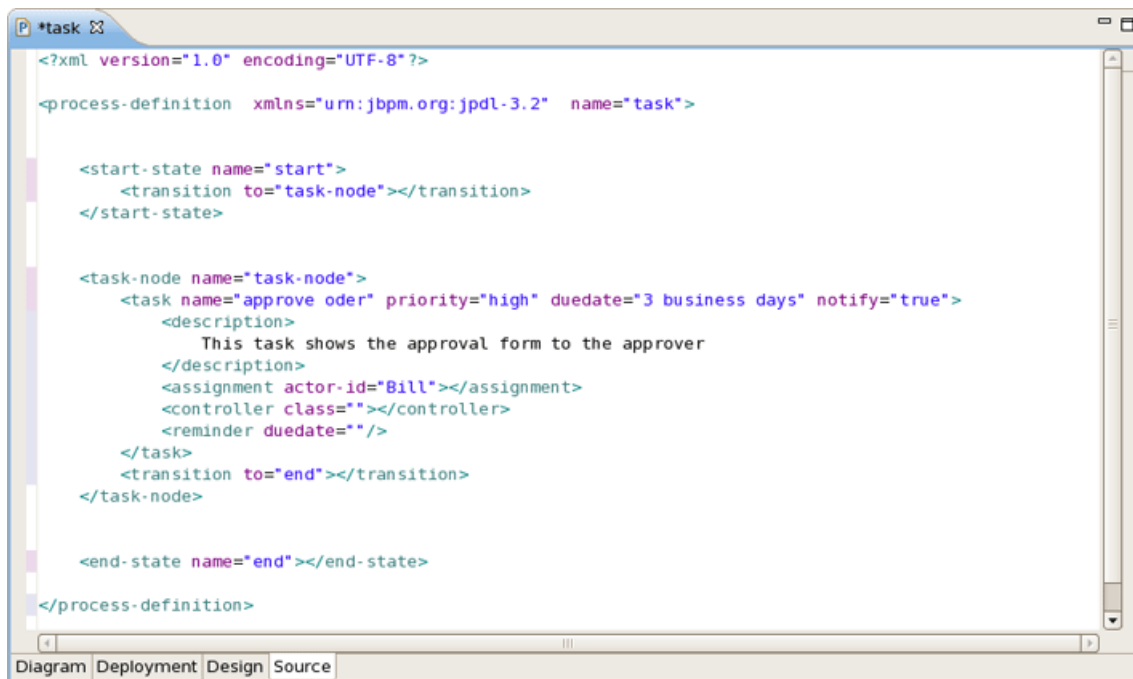 *task
<?xml version="1.0" encoding="UTF-8"?>
<process-definition  xmlns="urn:jbpm.org:jpdl-3.2"  name="task">
<start-state name="start">
<transition to="task-node"></transition>
</start-state>
<task-node name="task-node">
<task name="approve oder" priority="high" duedate="3 business days" notify="true">
<description>
This task shows the approval form to the approver
</description>
<assignment actor-id="Bill"></assignment>
<controller class=""></controller>
<reminder duedate=""/>
</task>
<transition to="end"></transition>
</task-node>
<end-state name="end"></end-state>
</process-definition>
Diagram Deployment Design Source